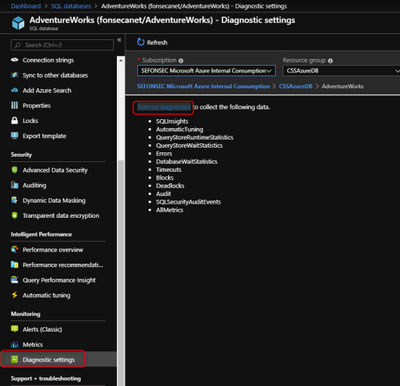 Dashboard > SQL databases > AdventureWorks (fonsecanet/AdventureWorks) - Diagnostic settings
AdventureWorks (fonsecanet/AdventureWorks) - Diagnostic settings
SQL database
Search (Ctrl+/)
Connection strings
Sync to other databases
Add Azure Search
Properties
Locks
Export template
Security
Advanced Data Security
Auditing
Dynamic Data Masking
Transparent data encryption
Intelligent Performance
Performance overview
Performance recommendati...
Query Performance Insight
Automatic tuning
Monitoring
Alerts (Classic)
Metrics
Diagnostic settings
Support + troubleshooting
Refresh
* Subscription
SEFONSEC Microsoft Azure Internal Consumption
Resource group
CSSAzureDB
SEFONSEC Microsoft Azure Internal Consumption > CSSAzureDB > AdventureWorks
Turn on diagnostics to collect the following data.
• SQLInsights
• AutomaticTuning
• QueryStoreRuntimeStatistics
• QueryStoreWaitStatistics
• Errors
• DatabaseWaitStatistics
• Timeouts
• Blocks
• Deadlocks
• Audit
• SQLSecurityAuditEvents
• AllMetrics